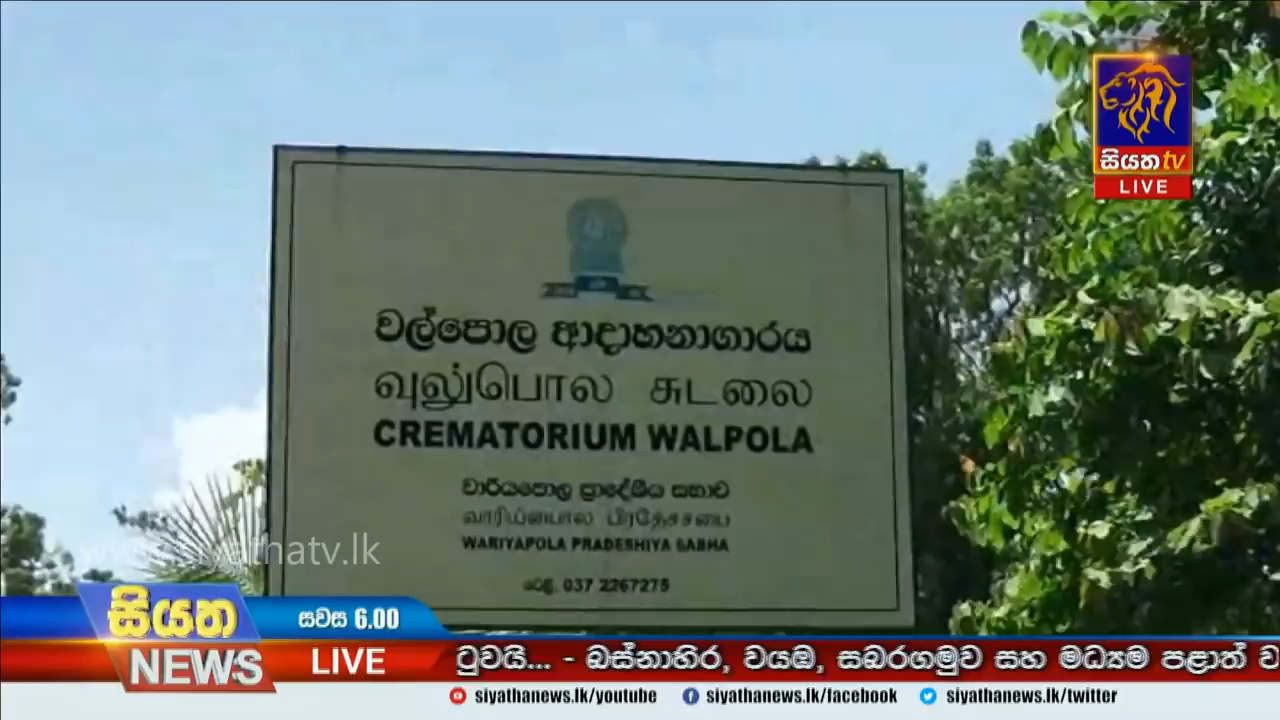 සියත tv
LIVE
වල්පොල ආදාහනාගාරය
வுலுபொல சுடலை
CREMATORIUM WALPOLA
වාරියපොල ප්‍රාදේශීය සභාව
வாரியபொல பிரதேசசபை
WARIYAPOLA PRADESHIYA SABHA
ටෙලි. 037 2267275
siyathatv.lk
සියත
NEWS
සවස 6.00
LIVE
ටුවයි... - බස්නාහිර, වයඹ, සබරගමුව සහ මධ්‍යම පළාත් ව
siyathanews.lk/youtube
siyathanews.lk/facebook
siyathanews.lk/twitter